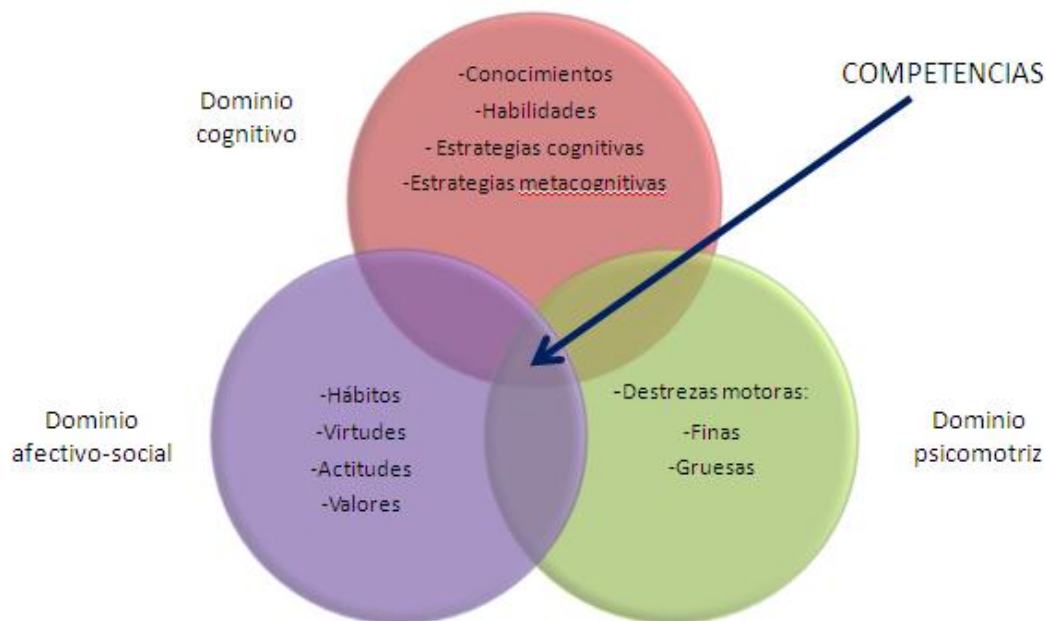 COMPETENCIAS
Dominio
cognitivo
-Conocimientos
-Habilidades
- Estrategias cognitivas
-Estrategias metacognitivas
Dominio
afectivo-social
-Hábitos
-Virtudes
-Actitudes
-Valores
-Destrezas motoras:
-Finas
-Gruesas
Dominio
psicomotriz